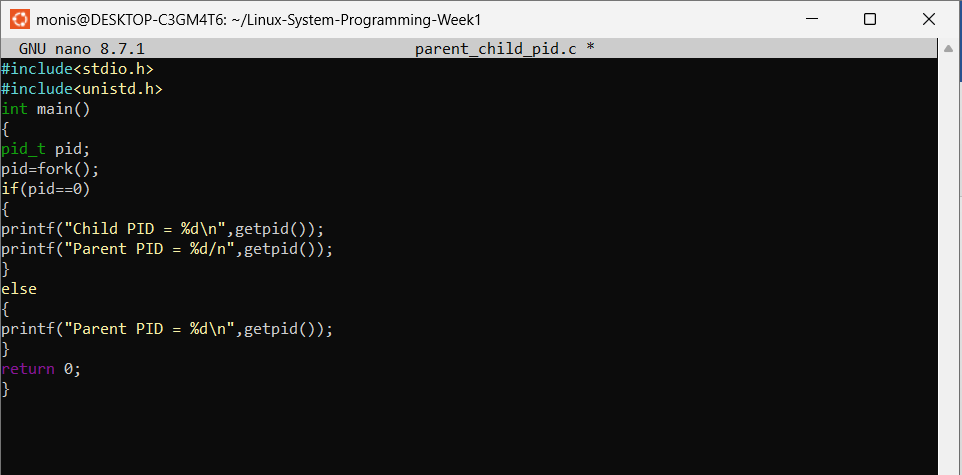 monis@DESKTOP-C3GM4T6: ~/Linux-System-Programming-Week1
GNU nano 8.7.1 parent_child_pid.c *
#include<stdio.h>
#include<unistd.h>
int main()
{
pid_t pid;
pid=fork();
if(pid==0)
{
printf("Child PID = %d\n",getpid());
printf("Parent PID = %d/n",getpid());
}
else
{
printf("Parent PID = %d\n",getpid());
}
return 0;
}